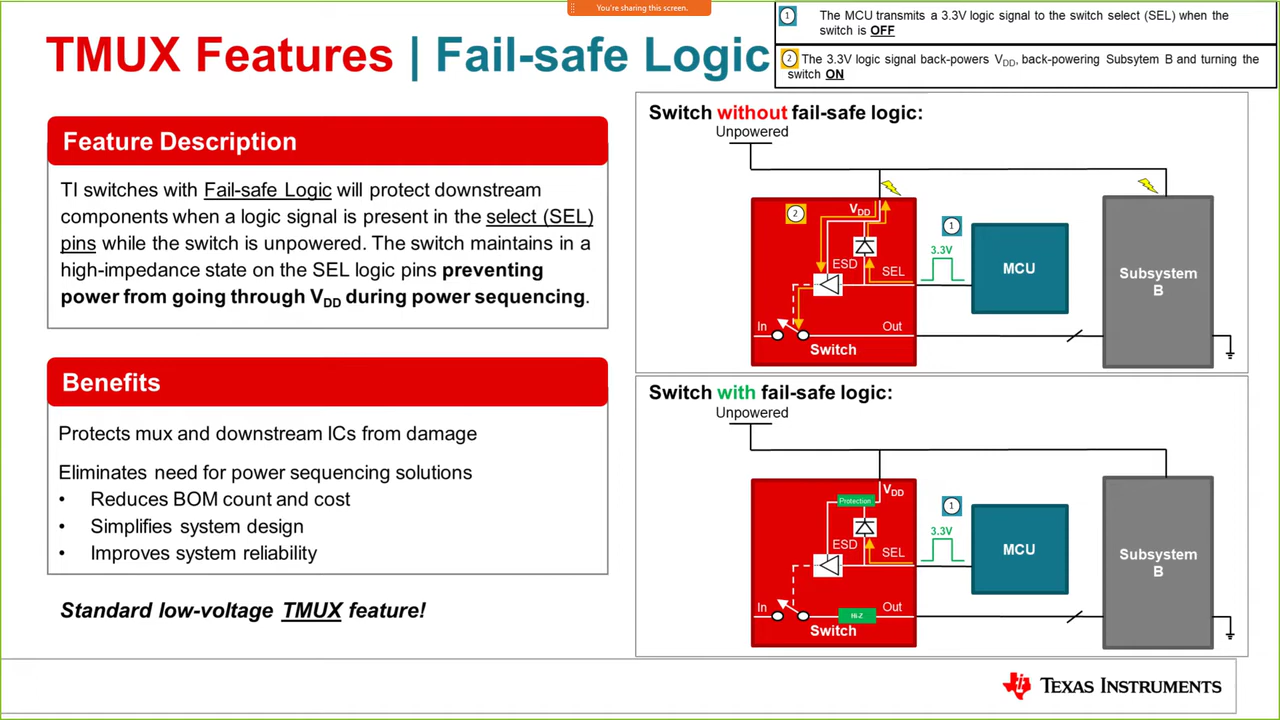 You're sharing this screen.
TMUX Features | Fail-safe Logic
1 The MCU transmits a 3.3V logic signal to the switch select (SEL) when the
switch is OFF
2 The 3.3V logic signal back-powers VDD, back-powering Subsytem B and turning the
switch ON
Feature Description
TI switches with Fail-safe Logic will protect downstream
components when a logic signal is present in the select (SEL)
pins while the switch is unpowered. The switch maintains in a
high-impedance state on the SEL logic pins preventing
power from going through VDD during power sequencing.
Benefits
Protects mux and downstream ICs from damage
Eliminates need for power sequencing solutions
• Reduces BOM count and cost
• Simplifies system design
• Improves system reliability
Standard low-voltage TMUX feature!
Switch without fail-safe logic:
Unpowered
2
VDD
1
3.3V
ESD
SEL
MCU
Subsystem
B
In
Out
Switch
Switch with fail-safe logic:
Unpowered
VDD
Protection
1
3.3V
ESD
SEL
MCU
Subsystem
B
In
Hi-Z
Out
Switch
TEXAS INSTRUMENTS